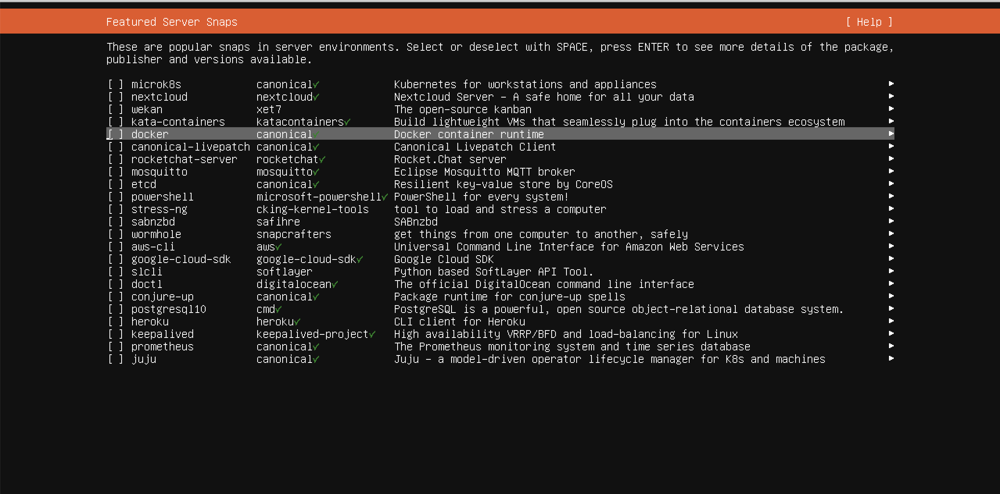 Featured Server Snaps [ Help ]
These are popular snaps in server environments. Select or deselect with SPACE, press ENTER to see more details of the package,
publisher and versions available.
[ ] microk8s canonical✓ Kubernetes for workstations and appliances ►
[ ] nextcloud nextcloud✓ Nextcloud Server - A safe home for all your data ►
[ ] wekan xet7 The open-source kanban ►
[ ] kata-containers katacontainers✓ Build lightweight VMs that seamlessly plug into the containers ecosystem ►
[ ] docker canonical✓ Docker container runtime ►
[ ] canonical-livepatch canonical✓ Canonical Livepatch Client ►
[ ] rocketchat-server rocketchat✓ Rocket.Chat server ►
[ ] mosquitto mosquitto✓ Eclipse Mosquitto MQTT broker ►
[ ] etcd canonical✓ Resilient key-value store by CoreOS ►
[ ] powershell microsoft-powershell✓ PowerShell for every system! ►
[ ] stress-ng cking-kernel-tools tool to load and stress a computer ►
[ ] sabnzbd safihre SABnzbd ►
[ ] wormhole snapcrafters get things from one computer to another, safely ►
[ ] aws-cli aws✓ Universal Command Line Interface for Amazon Web Services ►
[ ] google-cloud-sdk google-cloud-sdk✓ Google Cloud SDK ►
[ ] slcli softlayer Python based SoftLayer API Tool. ►
[ ] doctl digitalocean✓ The official DigitalOcean command line interface ►
[ ] conjure-up canonical✓ Package runtime for conjure-up spells ►
[ ] postgresql10 cmd✓ PostgreSQL is a powerful, open source object-relational database system. ►
[ ] heroku heroku✓ CLI client for Heroku ►
[ ] keepalived keepalived-project✓ High availability VRRP/BFD and load-balancing for Linux ►
[ ] prometheus canonical✓ The Prometheus monitoring system and time series database ►
[ ] juju canonical✓ Juju - a model-driven operator lifecycle manager for K8s and machines ►